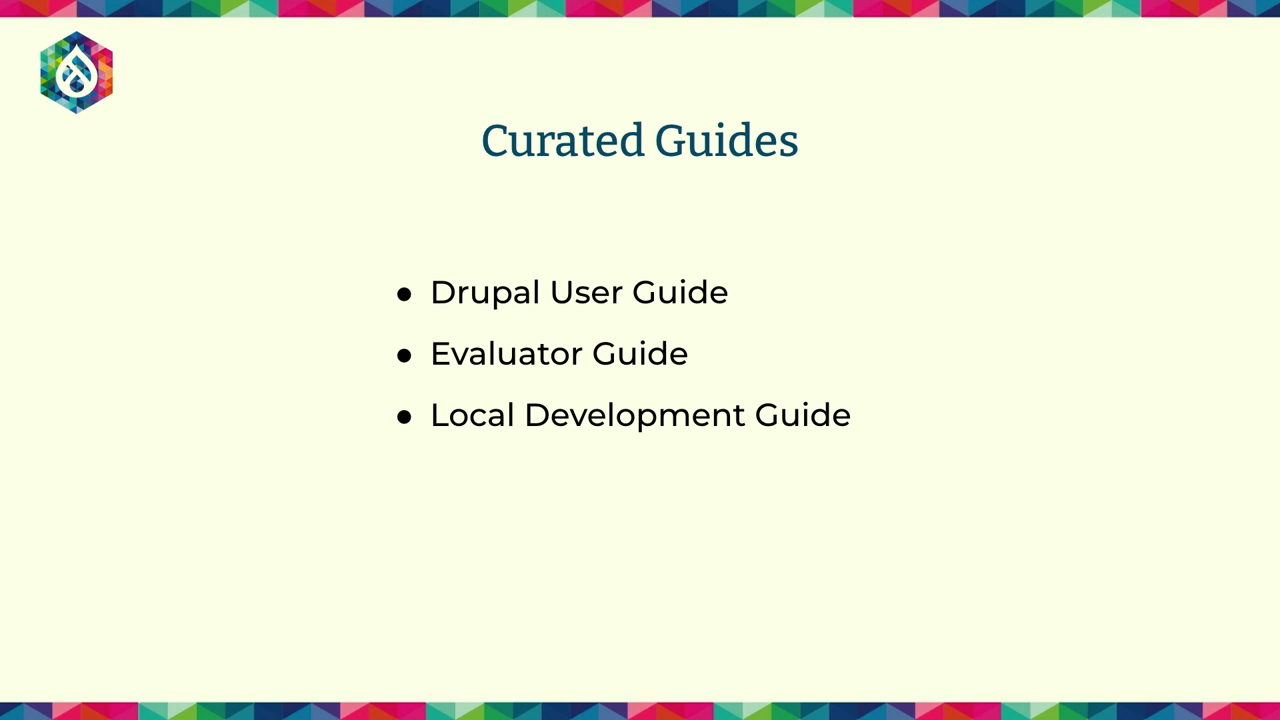 Curated Guides
● Drupal User Guide
● Evaluator Guide
● Local Development Guide